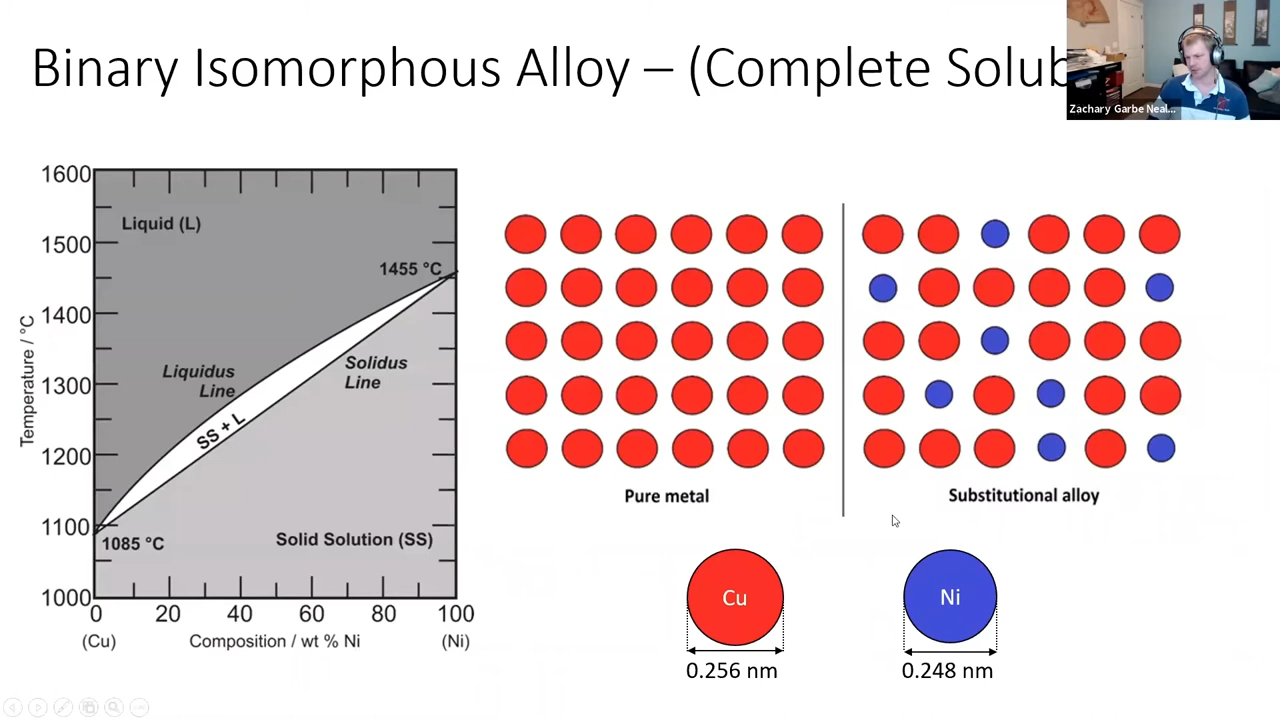 Binary Isomorphous Alloy – (Complete Solub
Zachary Garbe Neal...
1600
1500
1400
1300
1200
1100
1000
Temperature / °C
Liquid (L)
1455 °C
Liquidus
Line
Solidus
Line
SS + L
1085 °C
Solid Solution (SS)
0 20 40 60 80 100
(Cu) Composition / wt % Ni (Ni)
Pure metal
Substitutional alloy
Cu
Ni
0.256 nm
0.248 nm